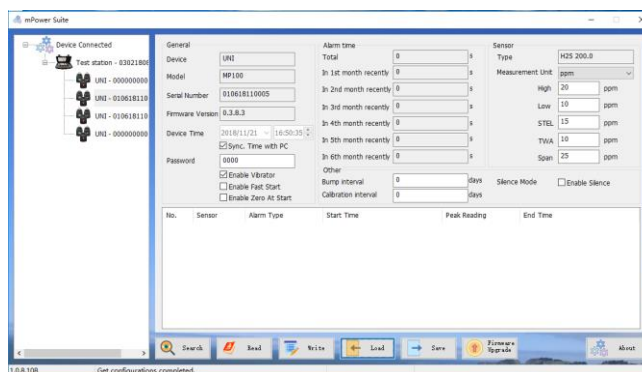 mPower Suite
Device Connected
Test station - 03021808
UNI - 000000000
UNI - 010618110
UNI - 010618110
UNI - 000000000
General
Device UNI
Model MP100
Serial Number 010618110005
Firmware Version 0.3.8.3
Device Time 2018/11/21 16:50:35
Sync. Time with PC
Password 0000
Enable Vibrator
Enable Fast Start
Enable Zero At Start
Alarm time
Total 0 s
In 1st month recently 0 s
In 2nd month recently 0 s
In 3rd month recently 0 s
In 4th month recently 0 s
In 5th month recently 0 s
In 6th month recently 0 s
Sensor
Type H2S 200.0
Measurement Unit ppm
High 20 ppm
Low 10 ppm
STEL 15 ppm
TWA 10 ppm
Span 25 ppm
Other
Bump interval 0 days
Calibration interval 0 days
Silence Mode Enable Silence
No. Sensor Alarm Type Start Time Peak Reading End Time
Search Read Write Load Save Firmware Upgrade About
1.0.8.108 Get configurations completed.